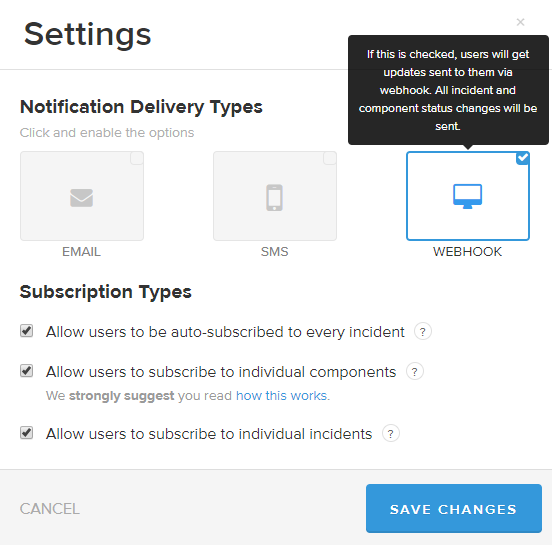 Settings
×
If this is checked, users will get
updates sent to them via
webhook. All incident and
component status changes will be
sent.
Notification Delivery Types
Click and enable the options
EMAIL
SMS
WEBHOOK
Subscription Types
Allow users to be auto-subscribed to every incident ?
Allow users to subscribe to individual components ?
We strongly suggest you read how this works.
Allow users to subscribe to individual incidents ?
CANCEL
SAVE CHANGES